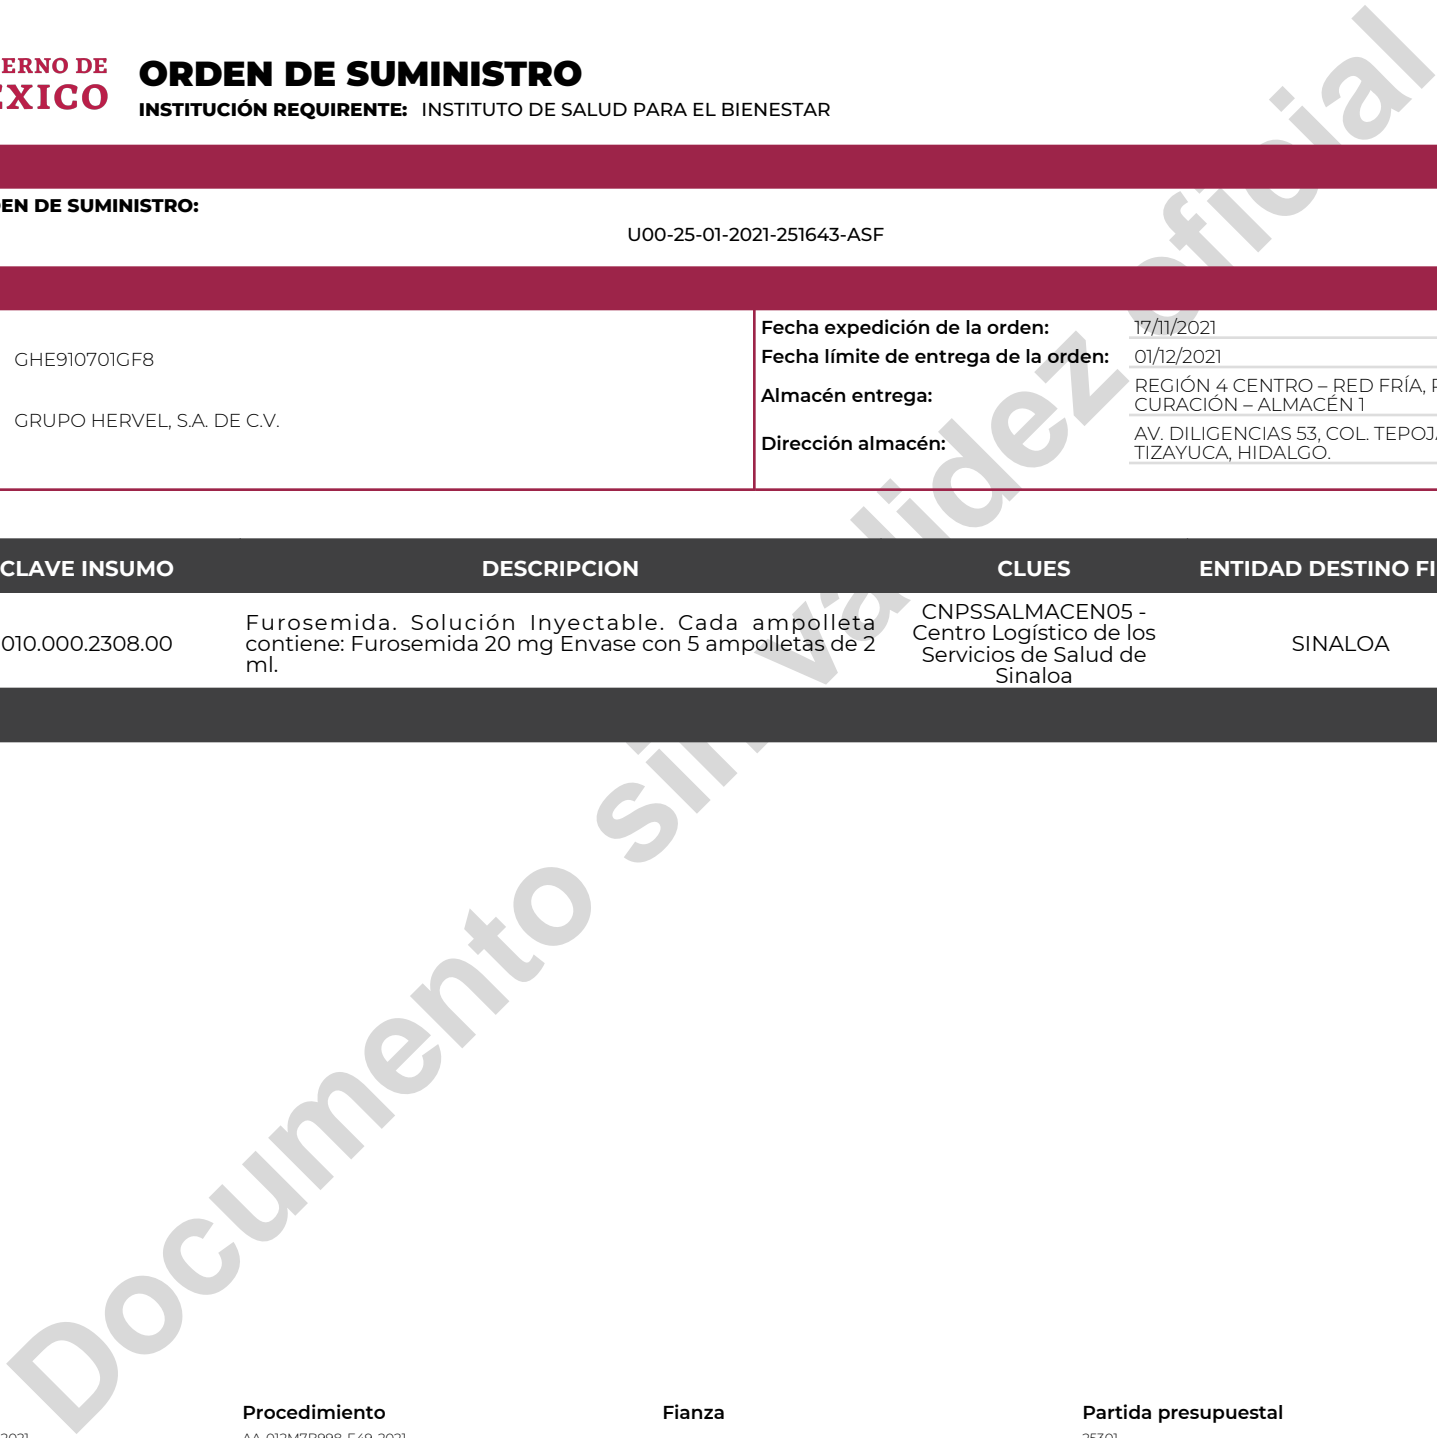 ERNO DE
ÉXICO
ORDEN DE SUMINISTRO
INSTITUCIÓN REQUIRENTE: INSTITUTO DE SALUD PARA EL BIENESTAR
EN DE SUMINISTRO:
U00-25-01-2021-251643-ASF
GHE910701GF8
GRUPO HERVEL, S.A. DE C.V.
Fecha expedición de la orden: 17/11/2021
Fecha límite de entrega de la orden: 01/12/2021
Almacén entrega: REGIÓN 4 CENTRO – RED FRÍA,
CURACIÓN – ALMACÉN 1
Dirección almacén: AV. DILIGENCIAS 53, COL. TEPOJ
TIZAYUCA, HIDALGO.
CLAVE INSUMO DESCRIPCION CLUES ENTIDAD DESTINO FI
010.000.2308.00
Furosemida. Solución Inyectable. Cada ampolleta
contiene: Furosemida 20 mg Envase con 5 ampolletas de 2
ml.
CNPSSALMACEN05 -
Centro Logístico de los
Servicios de Salud de
Sinaloa
SINALOA
Documento sin validez oficial
Procedimiento Fianza Partida presupuestal